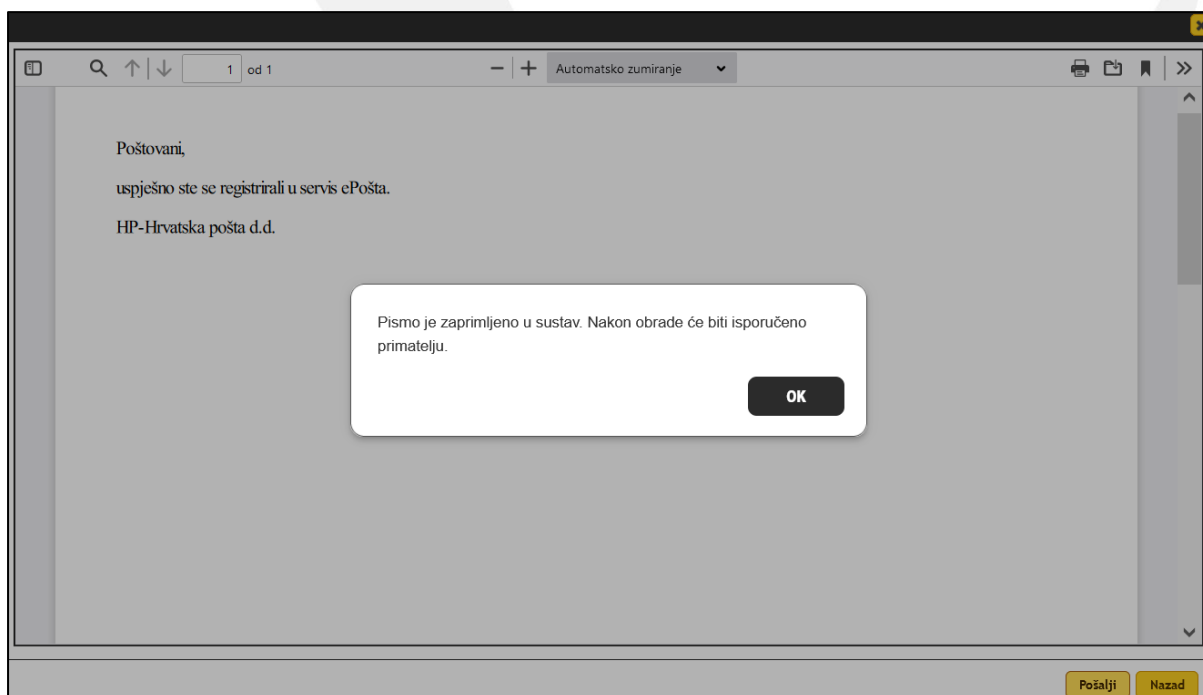 1 od 1
Automatsko zumiranje
Poštovani,
uspješno ste se registrirali u servis ePošta.
HP-Hrvatska pošta d.d.
Pismo je zaprimljeno u sustav. Nakon obrade će biti isporučeno
primatelju.
OK
Pošalji Nazad